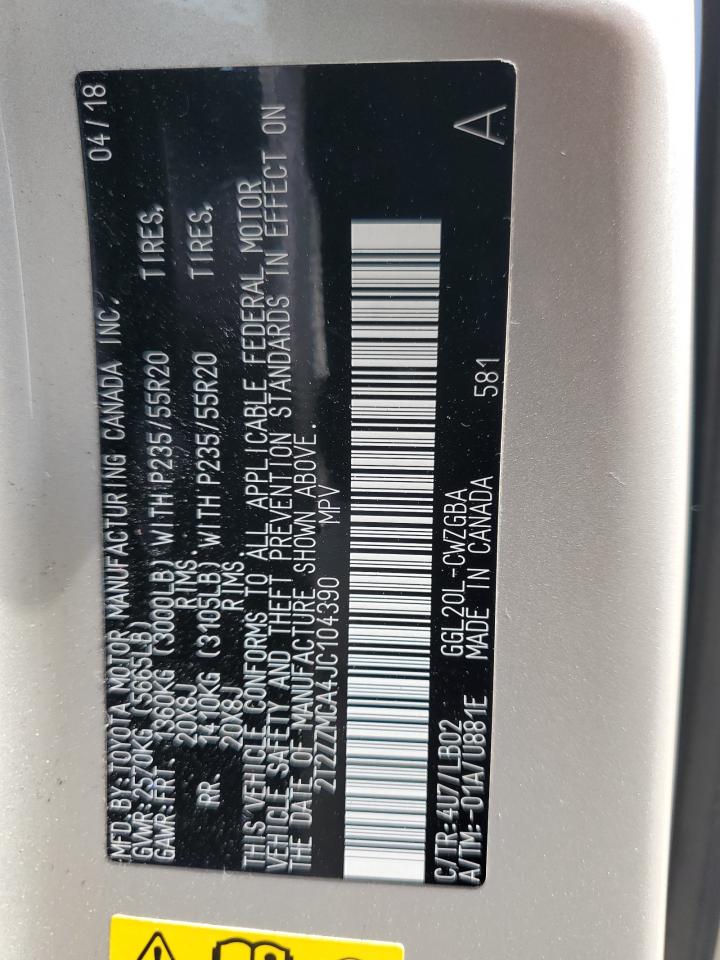 MFD.BY:TOYOTA MOTOR MANUFACTURING CANADA INC. 04/18
GVWR:2570KG (5665LB)
GAWR:FRT 1360KG (3000LB) WITH P235/55R20 TIRES,
20X8J RIMS.
RR. 1410KG (3105LB) WITH P235/55R20 TIRES,
20X8J RIMS
THIS VEHICLE CONFORMS TO ALL APPLICABLE FEDERAL MOTOR
VEHICLE SAFETY AND THEFT PREVENTION STANDARDS IN EFFECT ON
THE DATE OF MANUFACTURE SHOWN ABOVE.
2T2ZZMCA4JC104390 MPV
C/TR:4U7/LB02 GGL20L-CWZGBA
A/TM:-01A/U881E MADE IN CANADA 581 A